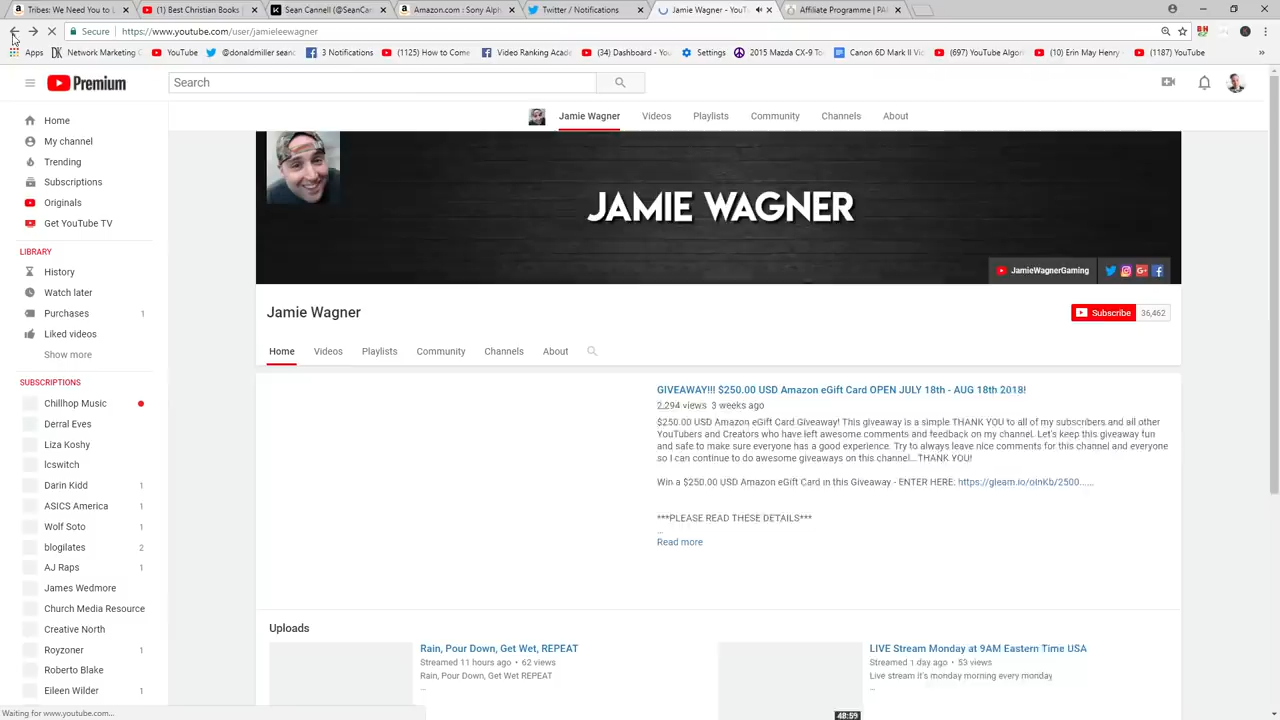 Tribes: We Need You to L
(1) Best Christian Books
Sean Cannell (@SeanCan
Amazon.com : Sony Alph
Twitter / Notifications
Jamie Wagner - YouT
Affiliate Programme | PA
Secure https://www.youtube.com/user/jamieleewagner
Apps
Network Marketing C
YouTube
@donaldmiller seanc
3 Notifications
(1125) How to Come
Video Ranking Acade
(34) Dashboard - You
Settings
2015 Mazda CX-9 To
Canon 6D Mark II Vid
(697) YouTube Algor
(10) Erin May Henry
(1187) YouTube
»
Premium
Search
Jamie Wagner Videos Playlists Community Channels About
Home
My channel
Trending
Subscriptions
Originals
Get YouTube TV
LIBRARY
History
Watch later
Purchases 1
Liked videos
Show more
SUBSCRIPTIONS
Chillhop Music
Derral Eves
Liza Koshy
lcswitch
Darin Kidd 1
ASICS America 1
Wolf Soto 1
blogilates 2
AJ Raps 1
James Wedmore
Church Media Resource
Creative North
Royzoner 1
Roberto Blake
Eileen Wilder 1
Waiting for www.youtube.com...
JAMIE WAGNER
JamieWagnerGaming
Jamie Wagner
Subscribe 36,462
Home Videos Playlists Community Channels About
GIVEAWAY!!! $250.00 USD Amazon eGift Card OPEN JULY 18th - AUG 18th 2018!
2,294 views 3 weeks ago
$250.00 USD Amazon eGift Card Giveaway! This giveaway is a simple THANK YOU to all of my subscribers and all other
YouTubers and Creators who have left awesome comments and feedback on my channel. Let's keep this giveaway fun
and safe to make sure everyone has a good experience. Try to always leave nice comments for this channel and everyone
so I can continue to do awesome giveaways on this channel...THANK YOU!
Win a $250.00 USD Amazon eGift Card in this Giveaway - ENTER HERE: https://gleam.io/oinKb/2500......
***PLEASE READ THESE DETAILS***
...
Read more
Uploads
Rain, Pour Down, Get Wet, REPEAT
Streamed 11 hours ago • 62 views
Rain, Pour Down, Get Wet REPEAT
...
48:59
LIVE Stream Monday at 9AM Eastern Time USA
Streamed 1 day ago • 53 views
Live stream it's monday morning every monday
...